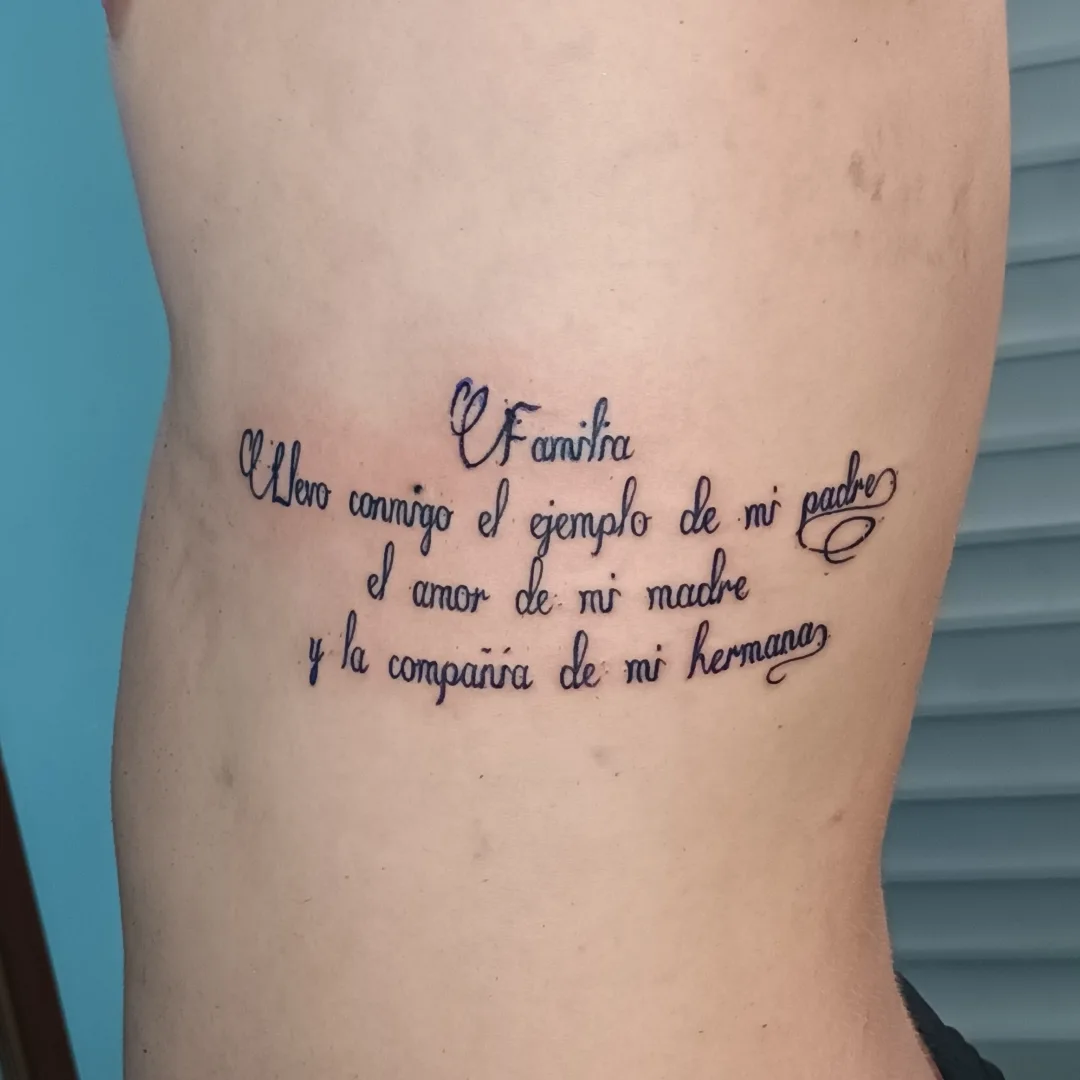 Familia
Llevo conmigo el ejemplo de mi padre
el amor de mi madre
y la compañía de mi hermana